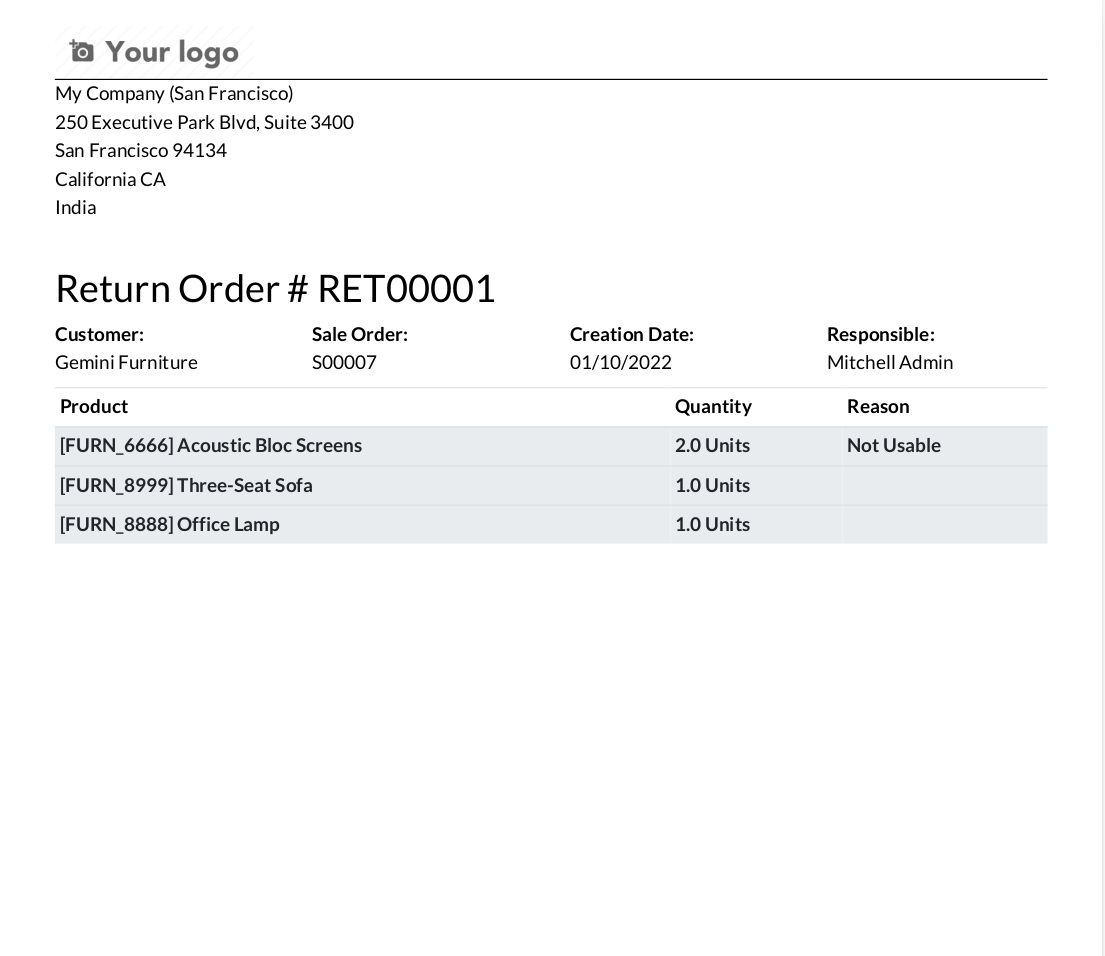 Your logo
My Company (San Francisco)
250 Executive Park Blvd, Suite 3400
San Francisco 94134
California CA
India
Return Order # RET00001
Customer: Sale Order: Creation Date: Responsible:
Gemini Furniture S00007 01/10/2022 Mitchell Admin
Product Quantity Reason
[FURN_6666] Acoustic Bloc Screens 2.0 Units Not Usable
[FURN_8999] Three-Seat Sofa 1.0 Units
[FURN_8888] Office Lamp 1.0 Units